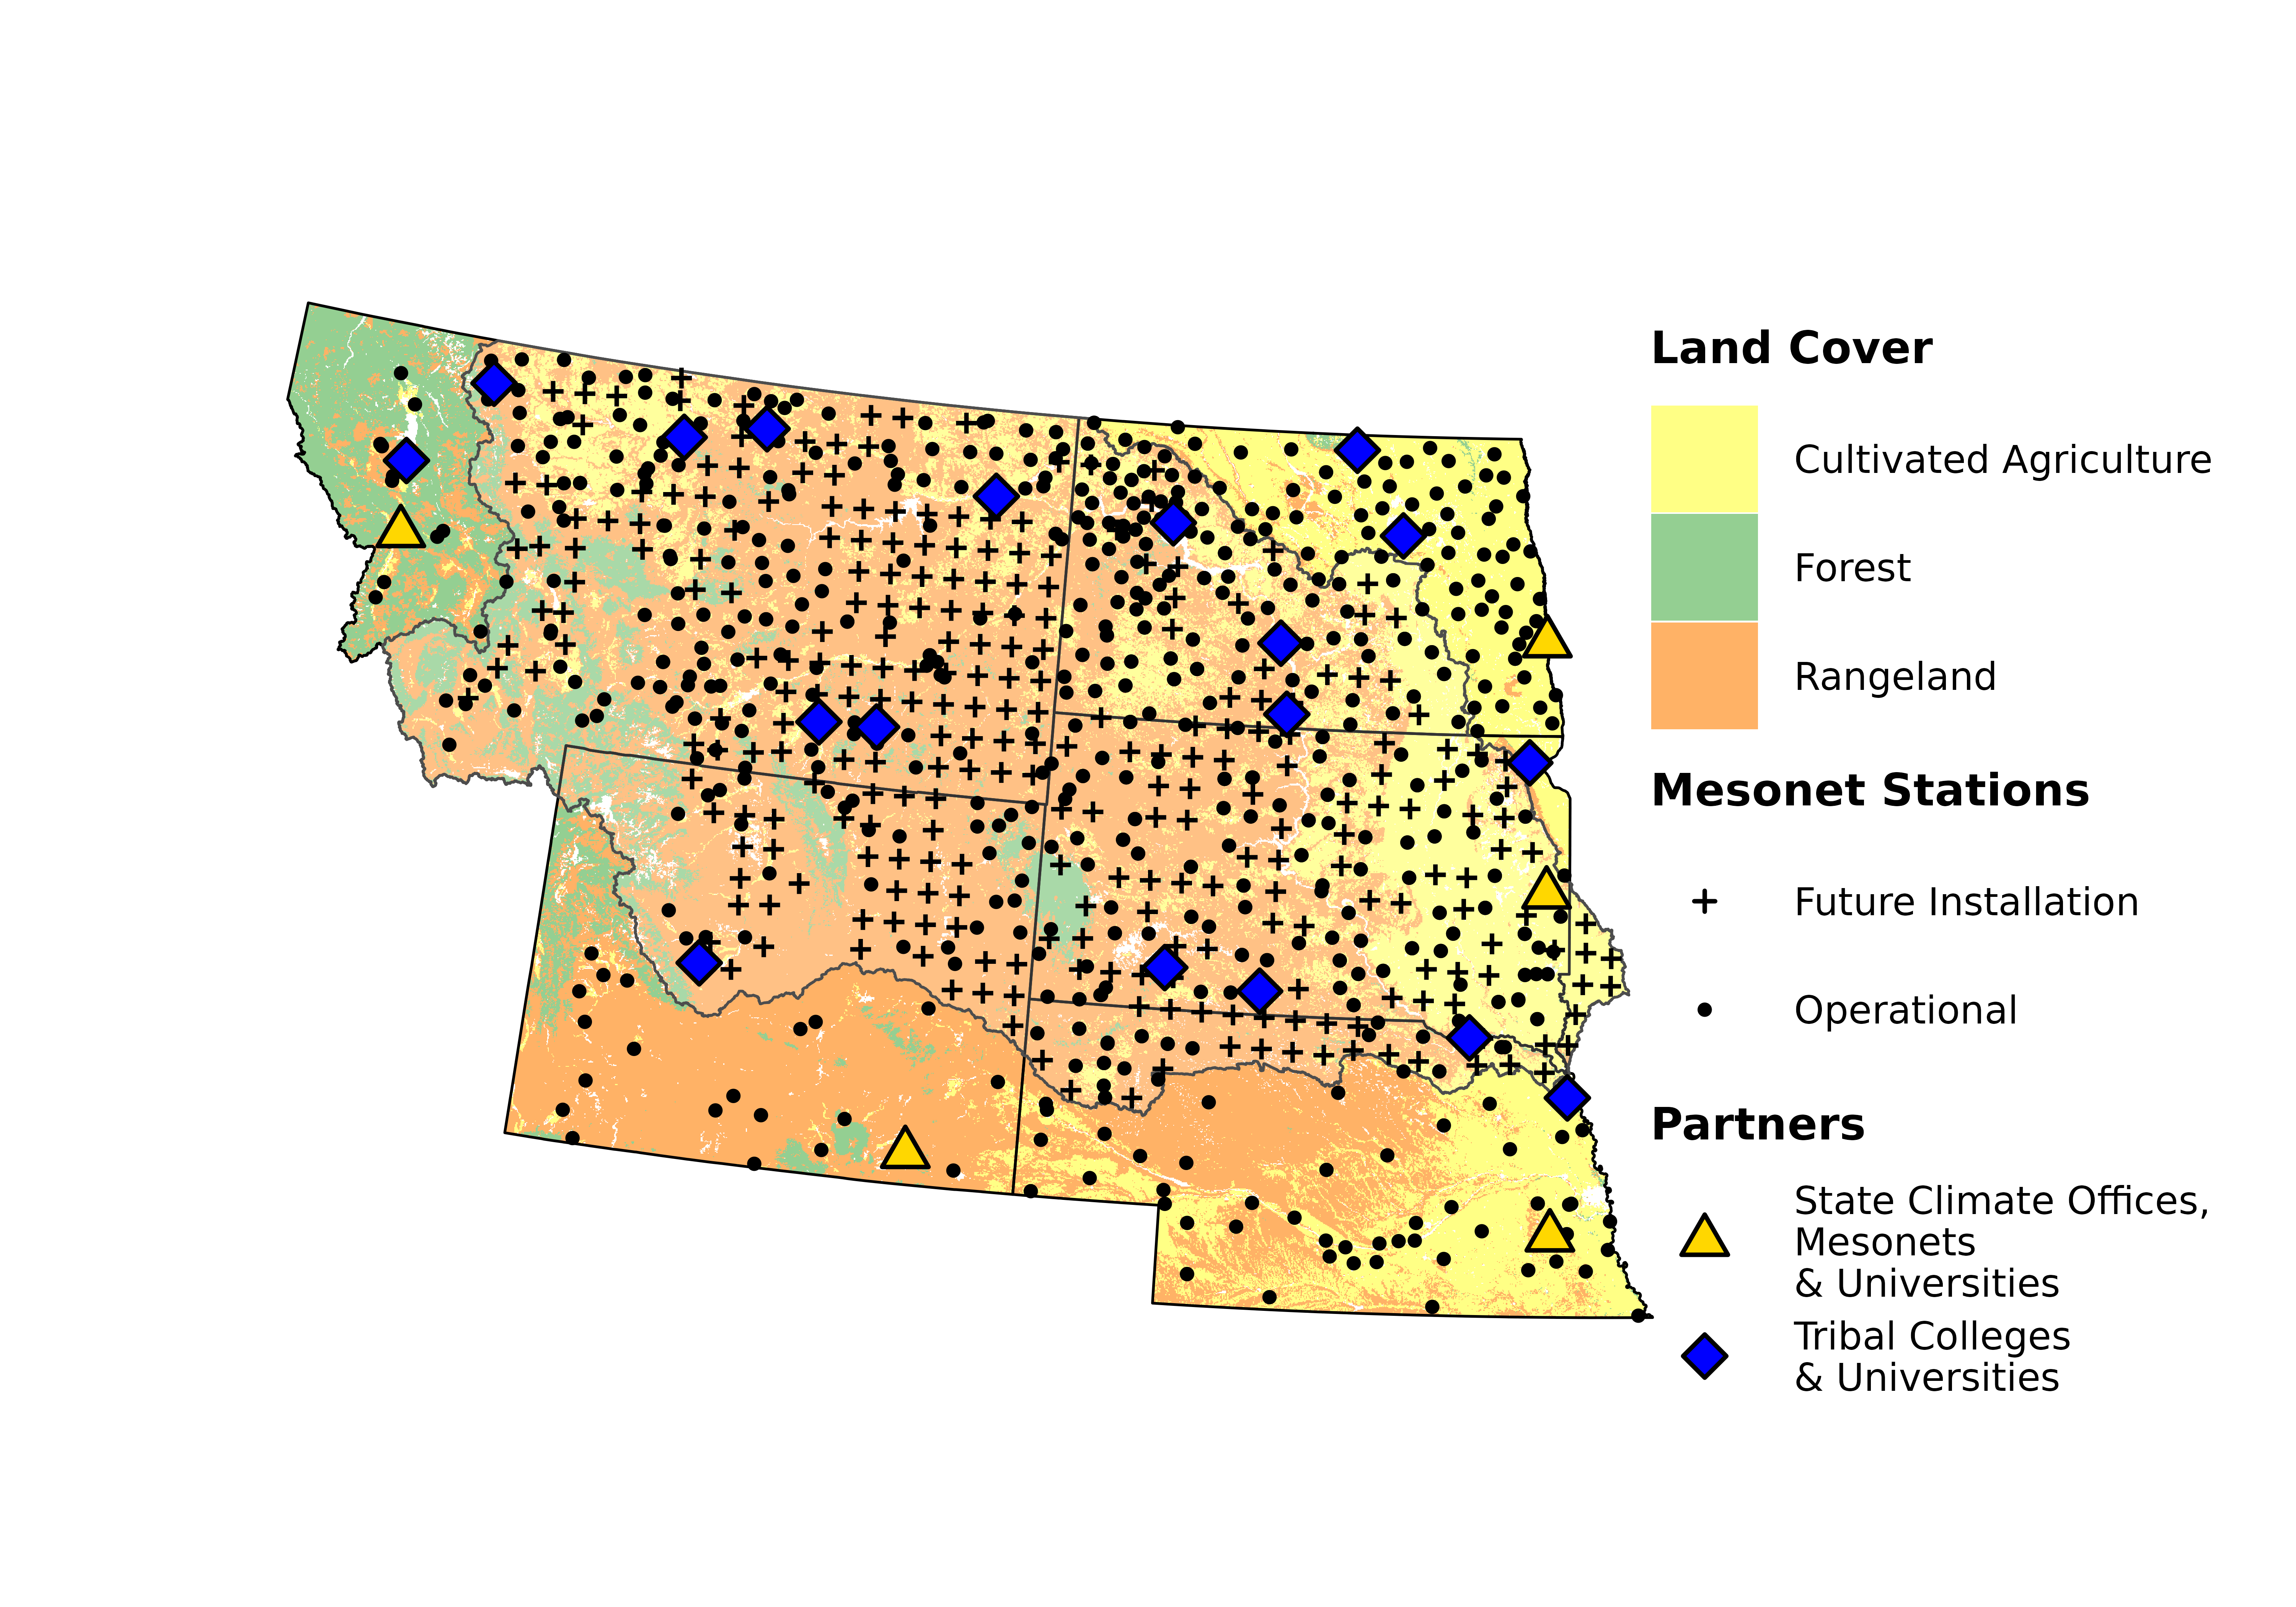 Land Cover
Cultivated Agriculture
Forest
Rangeland
Mesonet Stations
Future Installation
Operational
Partners
State Climate Offices,
Mesonets
& Universities
Tribal Colleges
& Universities